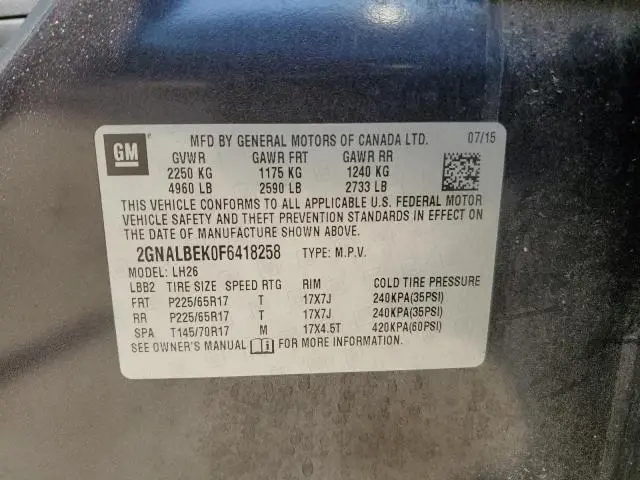 GM
MFD BY GENERAL MOTORS OF CANADA LTD. 07/15
GVWR GAWR FRT GAWR RR
2250 KG 1175 KG 1240 KG
4960 LB 2590 LB 2733 LB
THIS VEHICLE CONFORMS TO ALL APPLICABLE U.S. FEDERAL MOTOR
VEHICLE SAFETY AND THEFT PREVENTION STANDARDS IN EFFECT ON
THE DATE OF MANUFACTURE SHOWN ABOVE.
2GNALBEK0F6418258 TYPE: M.P.V.
MODEL: LH26
LBB2 TIRE SIZE SPEED RTG RIM COLD TIRE PRESSURE
FRT P225/65R17 T 17X7J 240KPA(35PSI)
RR P225/65R17 T 17X7J 240KPA(35PSI)
SPA T145/70R17 M 17X4.5T 420KPA(60PSI)
SEE OWNER'S MANUAL i FOR MORE INFORMATION.